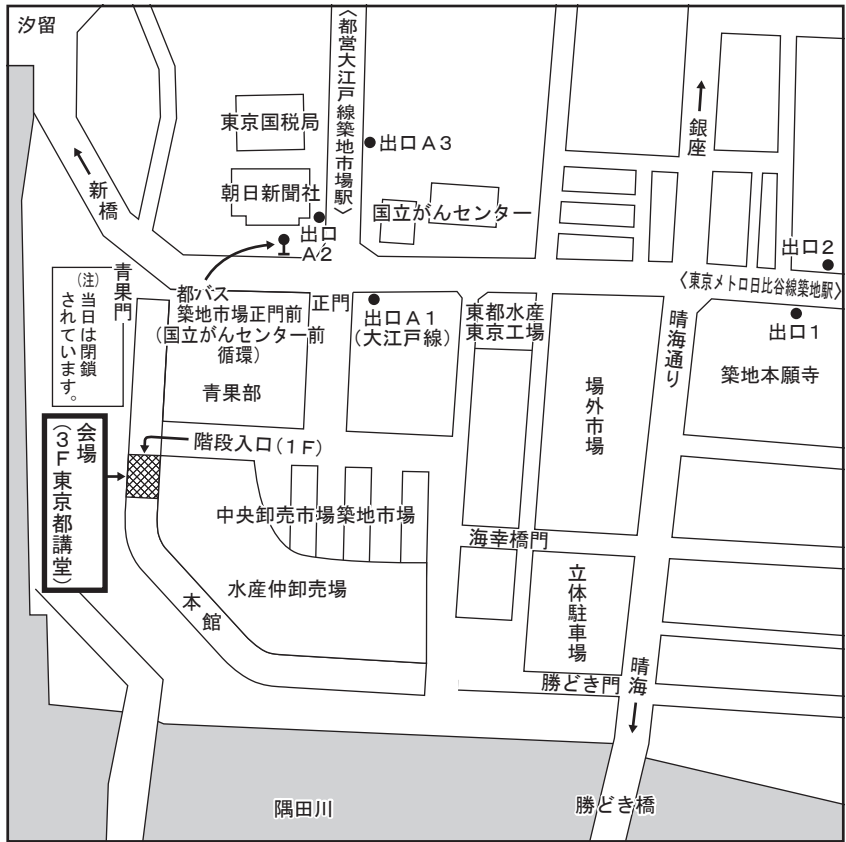 汐留
〈都営大江戸線築地市場駅〉
東京国税局
出口A3
銀座
新橋
朝日新聞社
国立がんセンター
出口
A2
出口2
〈東京メトロ日比谷線築地駅〉
出口1
青果門
(注)当日は閉鎖
されています。
都バス
築地市場正門前
(国立がんセンター前
循環)
正門
出口A1
(大江戸線)
東都水産
東京工場
晴海通り
築地本願寺
青果部
場外市場
会場
(3F東京都講堂)
階段入口(1F)
中央卸売市場築地市場
海幸橋門
水産仲卸売場
本館
立体駐車場
勝どき門
晴海
隅田川
勝どき橋